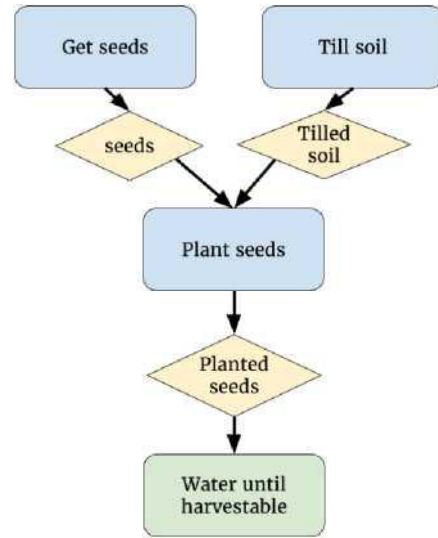 Get seeds
Till soil
seeds
Tilled
soil
Plant seeds
Planted
seeds
Water until
harvestable